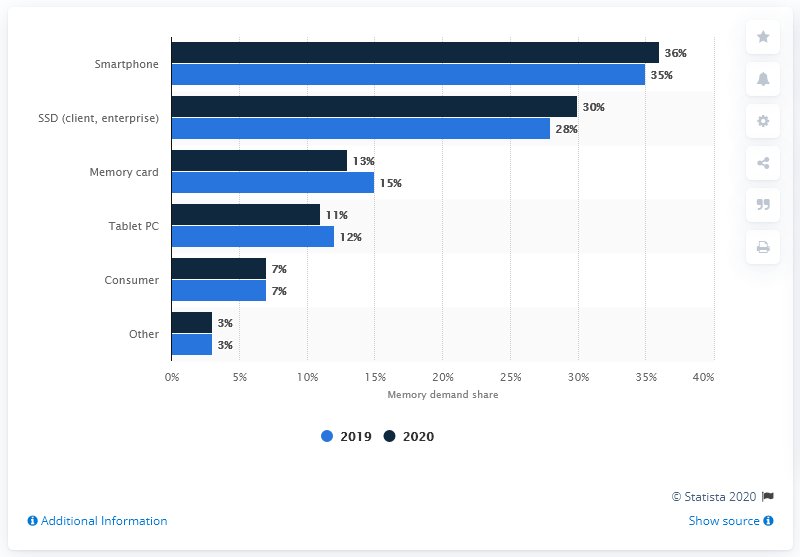 Smartphone
36%
35%
SSD (client, enterprise)
30%
28%
Memory card
13%
15%
Tablet PC
11%
12%
Consumer
7%
7%
Other
3%
3%
0% 5% 10% 15% 20% 25% 30% 35% 40%
Memory demand share
2019 2020
© Statista 2020
Additional Information Show source